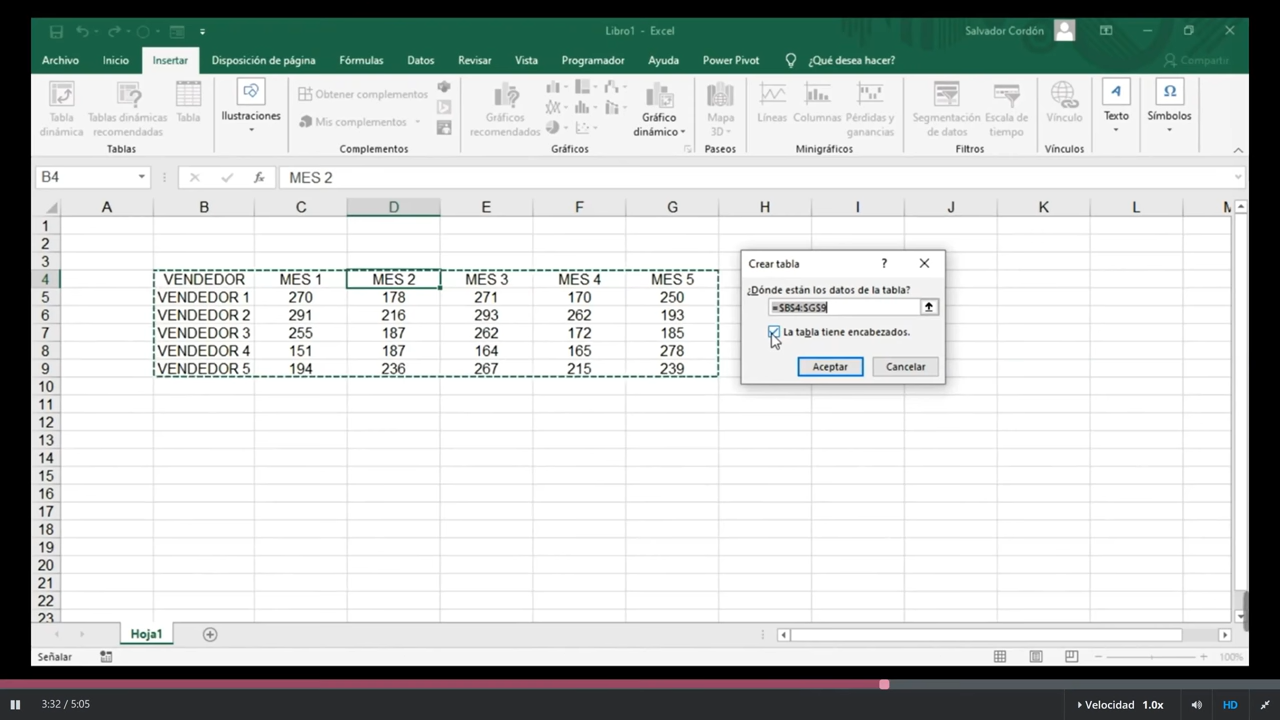 Libro1 - Excel
Salvador Cordón
Archivo Inicio Insertar Disposición de página Fórmulas Datos Revisar Vista Programador Ayuda Power Pivot ¿Qué desea hacer? Compartir
Tabla dinámica
Tablas dinámicas recomendadas
Tabla
Tablas
Ilustraciones
Obtener complementos
Mis complementos
Complementos
Gráficos recomendados
Gráfico dinámico
Gráficos
Mapa 3D
Paseos
Líneas
Columnas
Pérdidas y ganancias
Minigráficos
Segmentación de datos
Escala de tiempo
Filtros
Vínculo
Vínculos
Texto
Símbolos
B4 fx MES 2
A B C D E F G H I J K L M
1
2
3
4 VENDEDOR MES 1 MES 2 MES 3 MES 4 MES 5
5 VENDEDOR 1 270 178 271 170 250
6 VENDEDOR 2 291 216 293 262 193
7 VENDEDOR 3 255 187 262 172 185
8 VENDEDOR 4 151 187 164 165 278
9 VENDEDOR 5 194 236 267 215 239
10
11
12
13
14
15
16
17
18
19
20
21
22
23
Crear tabla ?
¿Dónde están los datos de la tabla?
=$B$4:$G$9
La tabla tiene encabezados.
Aceptar Cancelar
Hoja1
Señalar 100%
3:32 / 5:05 Velocidad 1.0x HD